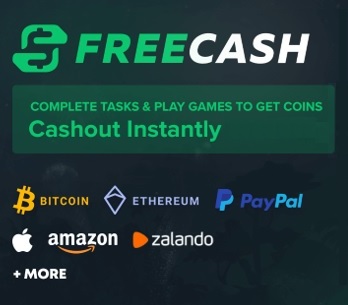 FREECASH
COMPLETE TASKS & PLAY GAMES TO GET COINS
Cashout Instantly
BITCOIN ETHEREUM PayPal
amazon zalando
+ MORE